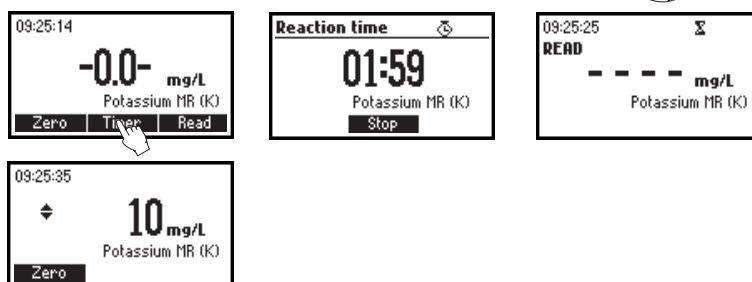 09:25:14
-0.0- mg/L
Potassium MR (K)
Zero Timer Read
Reaction time
01:59
Potassium MR (K)
Stop
09:25:25
READ
---- mg/L
Potassium MR (K)
09:25:35
10 mg/L
Potassium MR (K)
Zero